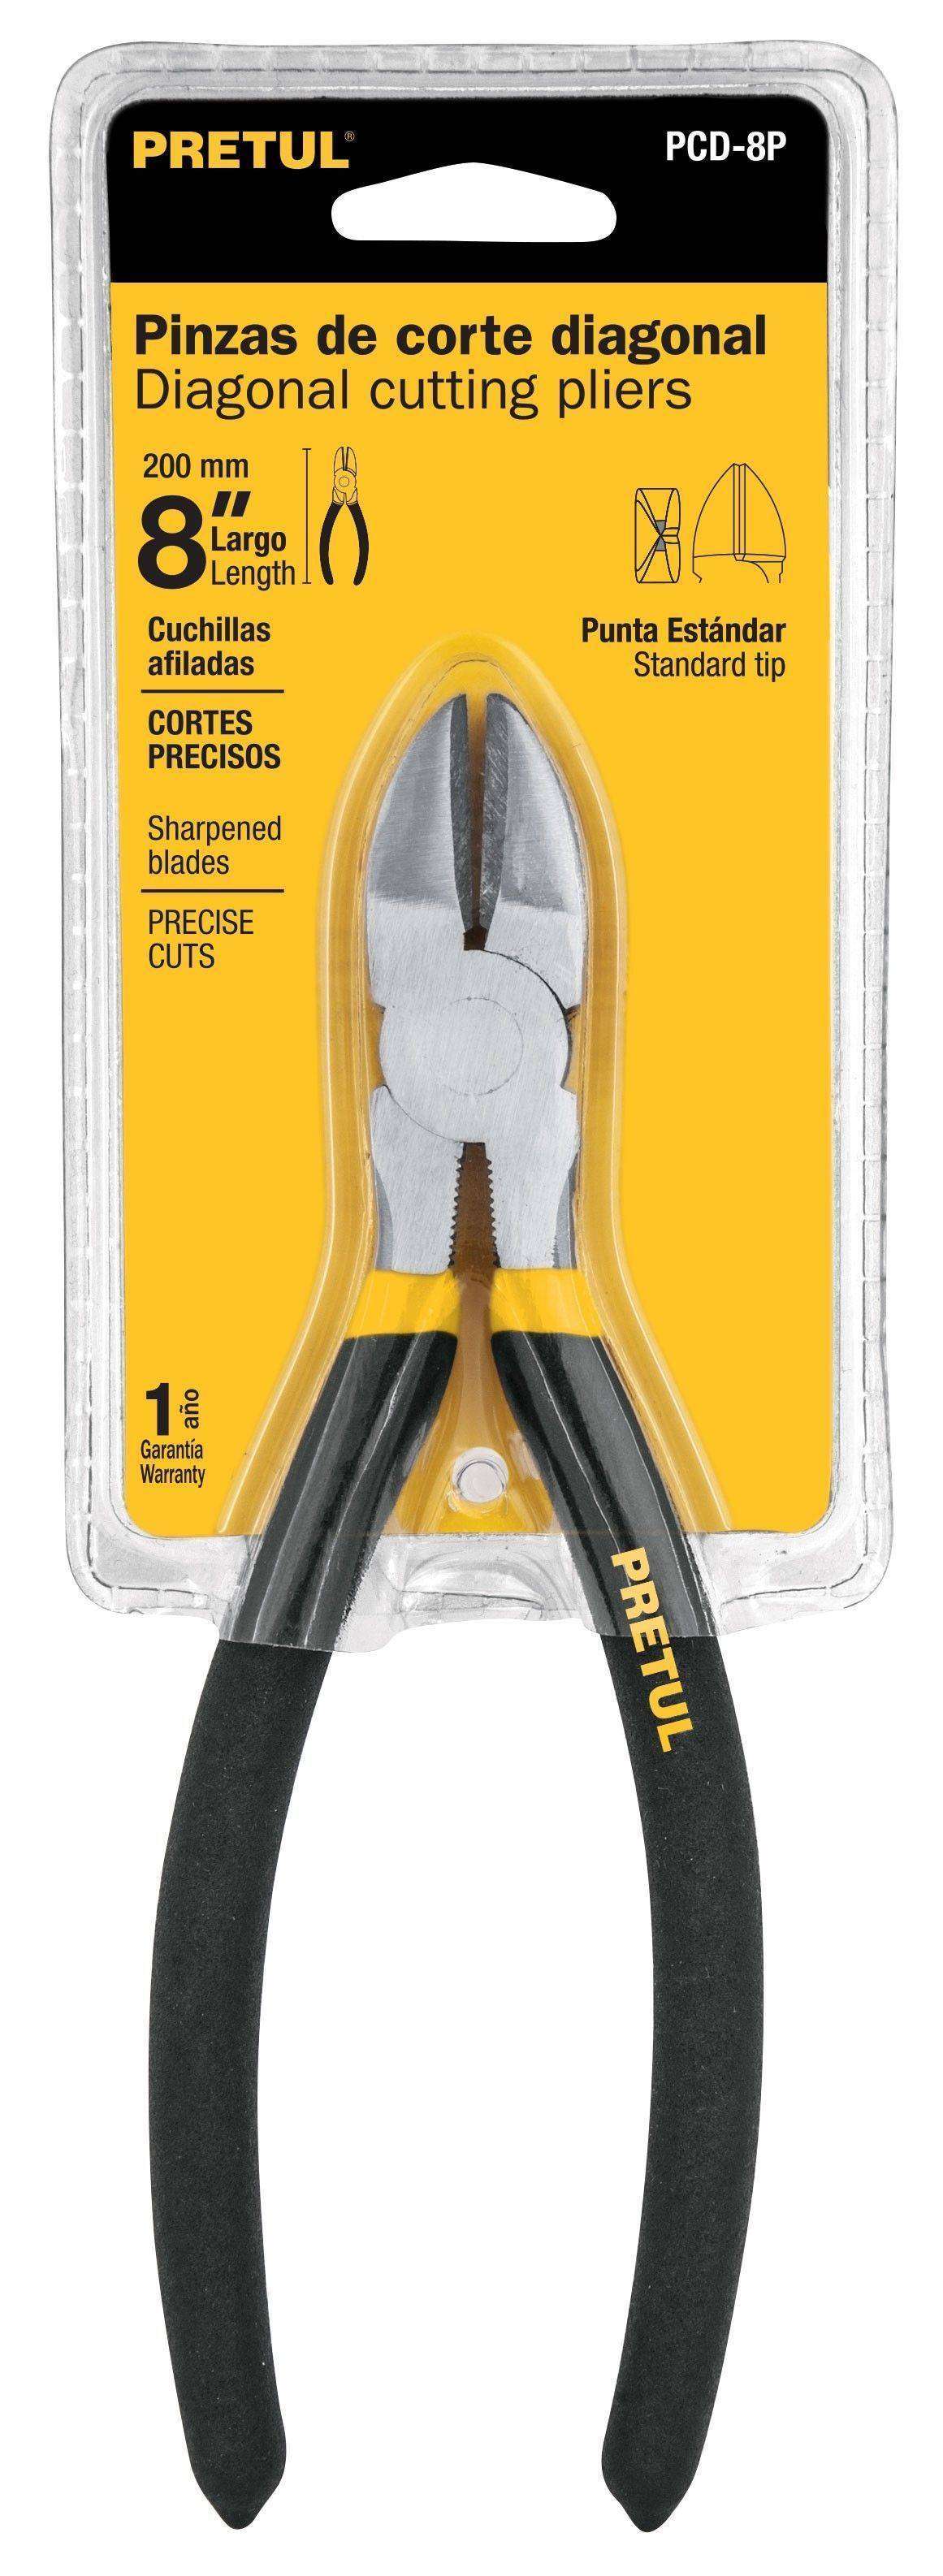 PRETUL®
PCD-8P
Pinzas de corte diagonal
Diagonal cutting pliers
200 mm
8"
Largo
Length
Cuchillas
afiladas
CORTES
PRECISOS
Sharpened
blades
PRECISE
CUTS
Punta Estándar
Standard tip
1 año
Garantía
Warranty
PRETUL